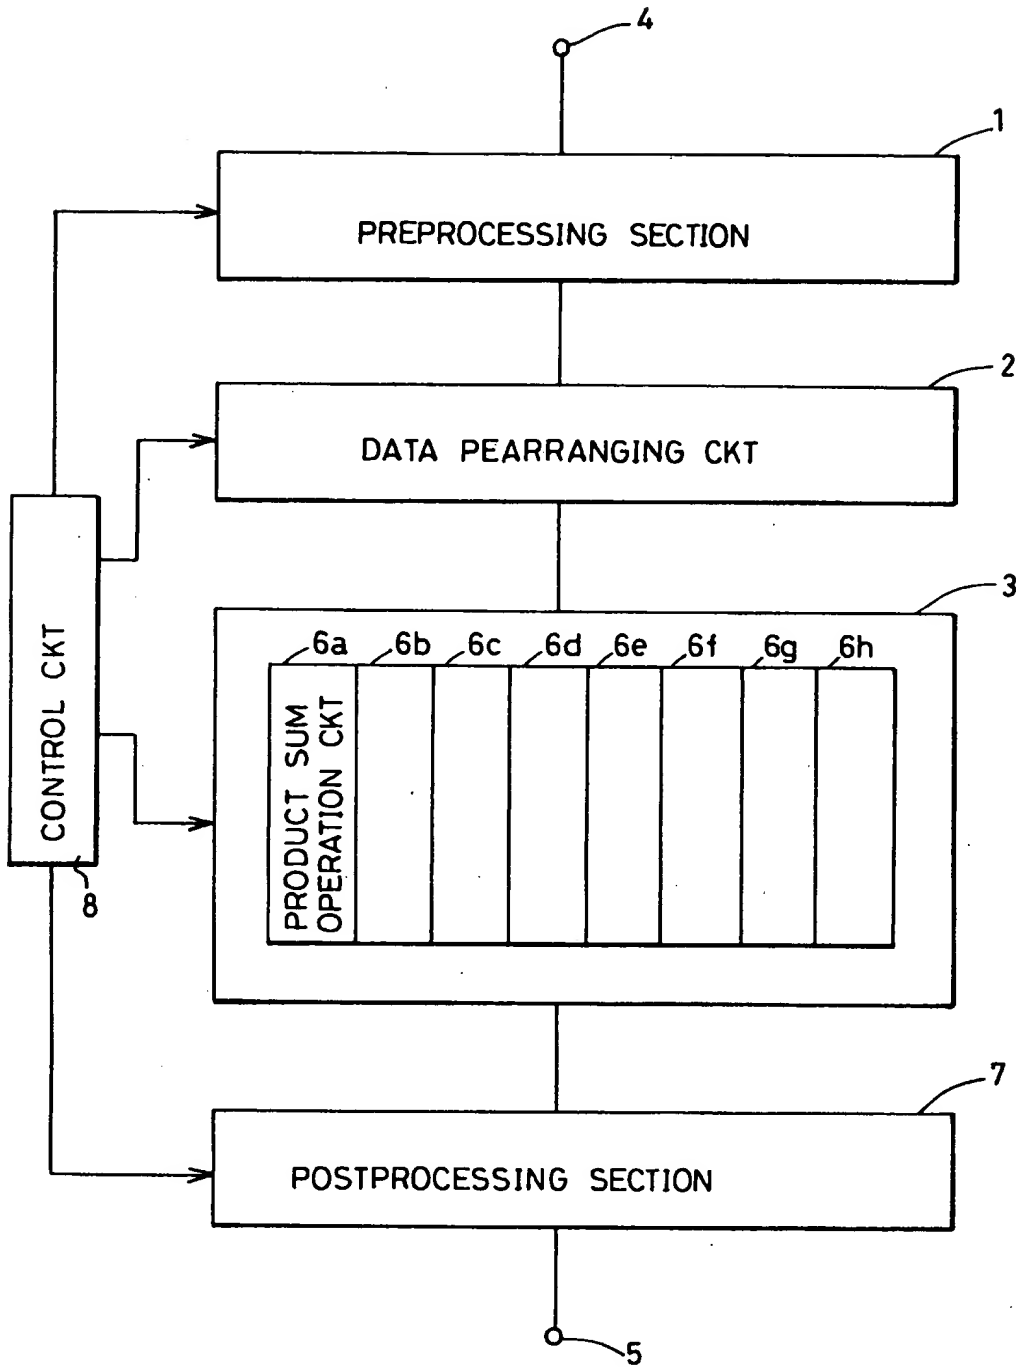 4
1
PREPROCESSING SECTION
2
DATA PEARRANGING CKT
3
6a 6b 6c 6d 6e 6f 6g 6h
PRODUCT SUM
OPERATION CKT
CONTROL CKT
8
7
POSTPROCESSING SECTION
5